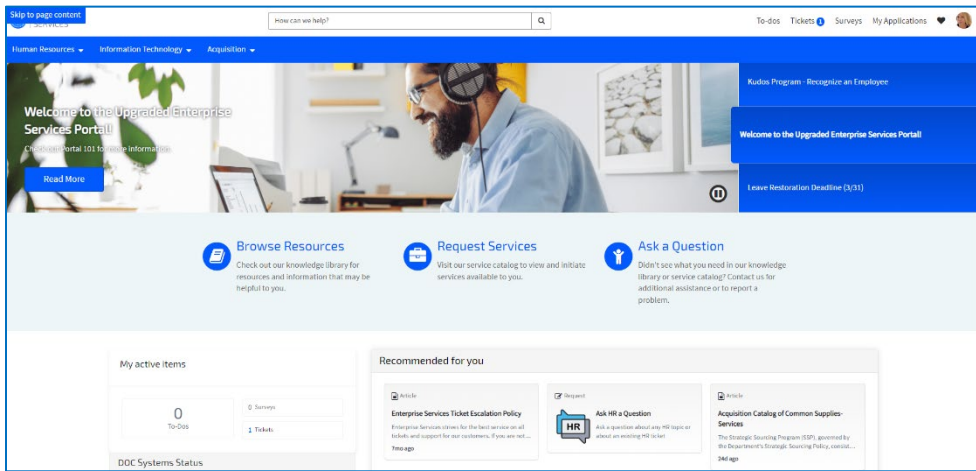 Skip to page content
SERVICES
How can we help?
To-dos Tickets 1 Surveys My Applications
Human Resources Information Technology Acquisition
Welcome to the Upgraded Enterprise
Services Portal!
Check out Portal 101 for more information.
Read More
Kudos Program - Recognize an Employee
Welcome to the Upgraded Enterprise Services Portal!
Leave Restoration Deadline (3/31)
Browse Resources
Check out our knowledge library for
resources and information that may be
helpful to you.
Request Services
Visit our service catalog to view and initiate
services available to you.
Ask a Question
Didn't see what you need in our knowledge
library or service catalog? Contact us for
additional assistance or to report a
problem.
My active items
0
To-Dos
0 Surveys
1 Tickets
DOC Systems Status
Recommended for you
Article
Enterprise Services Ticket Escalation Policy
Enterprise Services strives for the best service on all
tickets and support for our customers. If you are not ...
7mo ago
Request
HR
Ask HR a Question
Ask a question about any HR topic or
about an existing HR ticket
Article
Acquisition Catalog of Common Supplies-
Services
The Strategic Sourcing Program (SSP), governed by
the Department's Strategic Sourcing Policy, consist...
24d ago